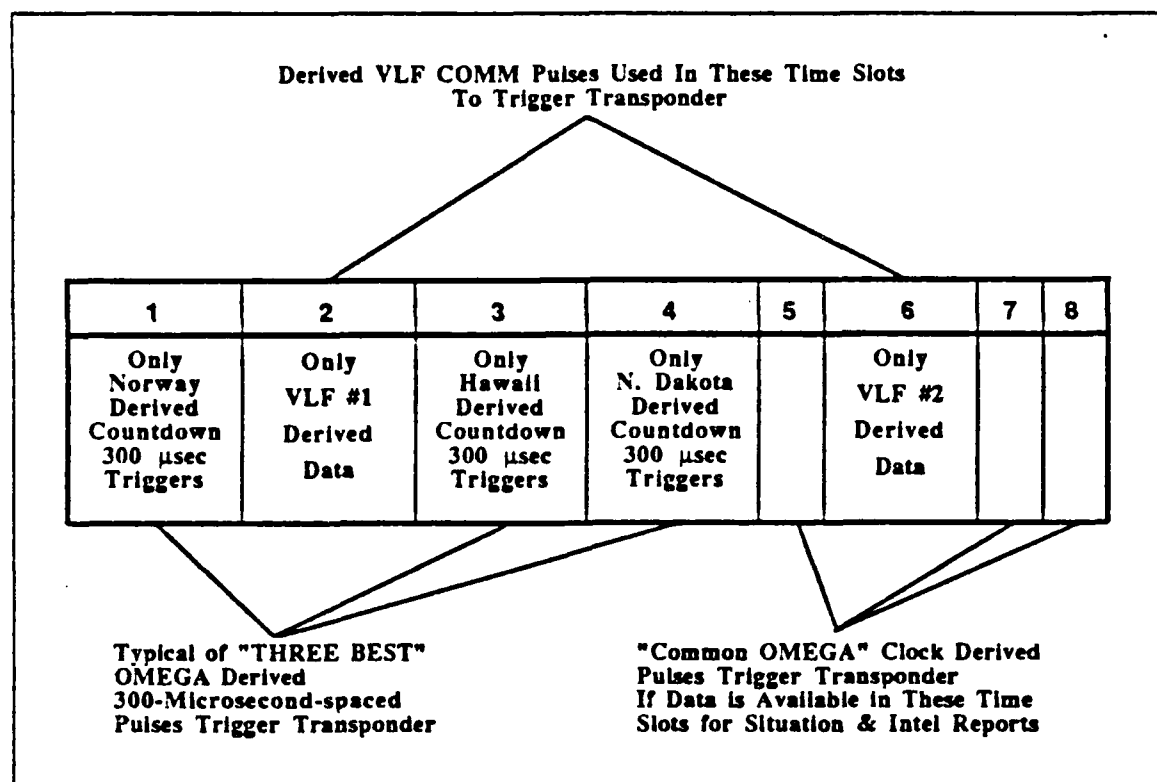 Derived VLF COMM Pulses Used In These Time Slots
To Trigger Transponder
1 2 3 4 5 6 7 8
Only
Norway
Derived
Countdown
300 µsec
Triggers
Only
VLF #1
Derived
Data
Only
Hawaii
Derived
Countdown
300 µsec
Triggers
Only
N. Dakota
Derived
Countdown
300 µsec
Triggers
Only
VLF #2
Derived
Data
Typical of "THREE BEST"
OMEGA Derived
300-Microsecond-spaced
Pulses Trigger Transponder
"Common OMEGA" Clock Derived
Pulses Trigger Transponder
If Data is Available in These Time
Slots for Situation & Intel Reports